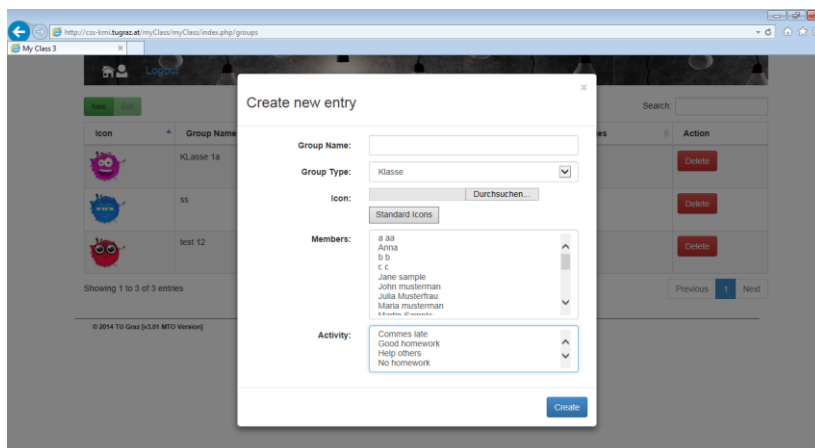 http://css-kmi.tugraz.at/myClass/myClass/index.php/groups
My Class 3
Logout
New Edit
Search:
Icon Group Name Action
KLasse 1a Delete
ss Delete
test 12 Delete
Showing 1 to 3 of 3 entries
Previous 1 Next
© 2014 TU Graz [v3.01 MTO Version]
Create new entry
Group Name:
Group Type: Klasse
Icon: Durchsuchen...
Standard Icons
Members:
a aa
Anna
b b
c c
Jane sample
John musterman
Julia Musterfrau
Maria musterman
Martin Sample
Activity:
Commes late
Good homework
Help others
No homework
Create